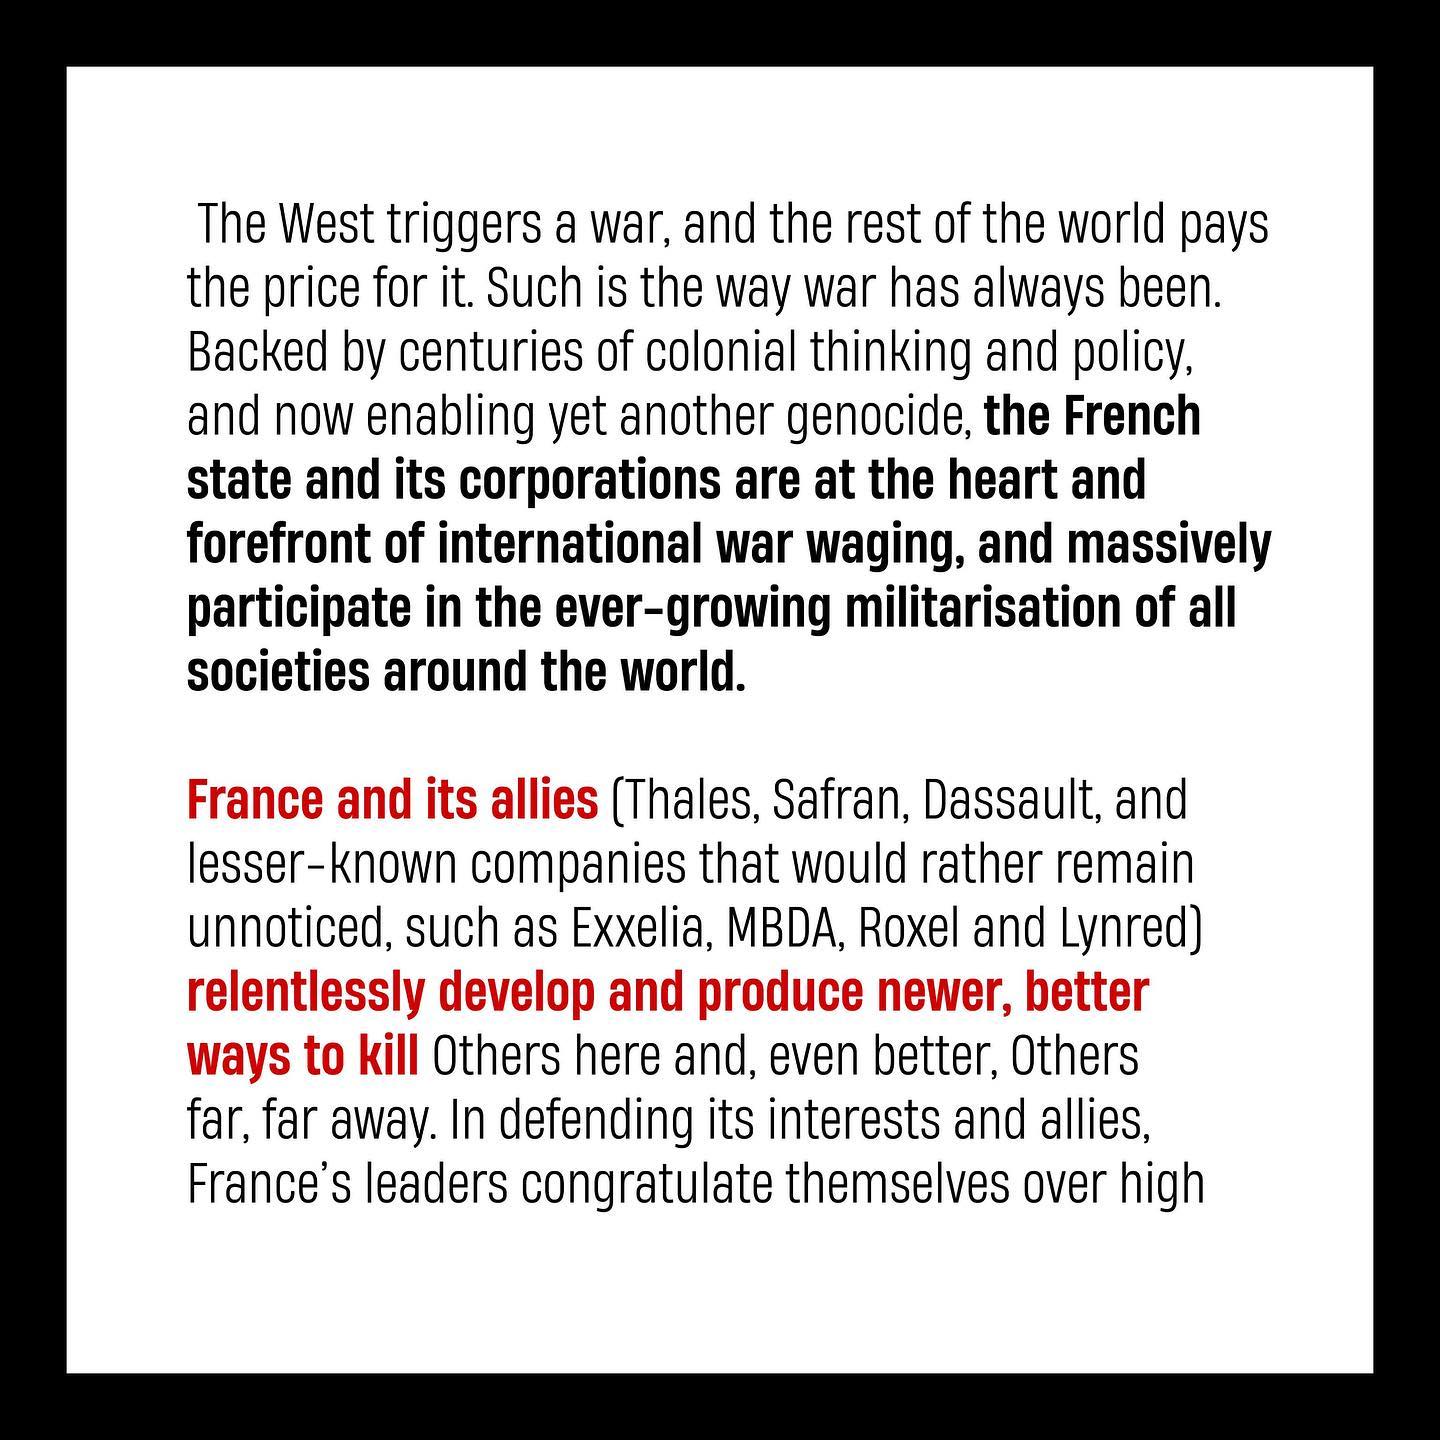 The West triggers a war, and the rest of the world pays
the price for it. Such is the way war has always been.
Backed by centuries of colonial thinking and policy,
and now enabling yet another genocide, the French
state and its corporations are at the heart and
forefront of international war waging, and massively
participate in the ever-growing militarisation of all
societies around the world.
France and its allies (Thales, Safran, Dassault, and
lesser-known companies that would rather remain
unnoticed, such as Exxelia, MBDA, Roxel and Lynred)
relentlessly develop and produce newer, better
ways to kill Others here and, even better, Others
far, far away. In defending its interests and allies,
France’s leaders congratulate themselves over high